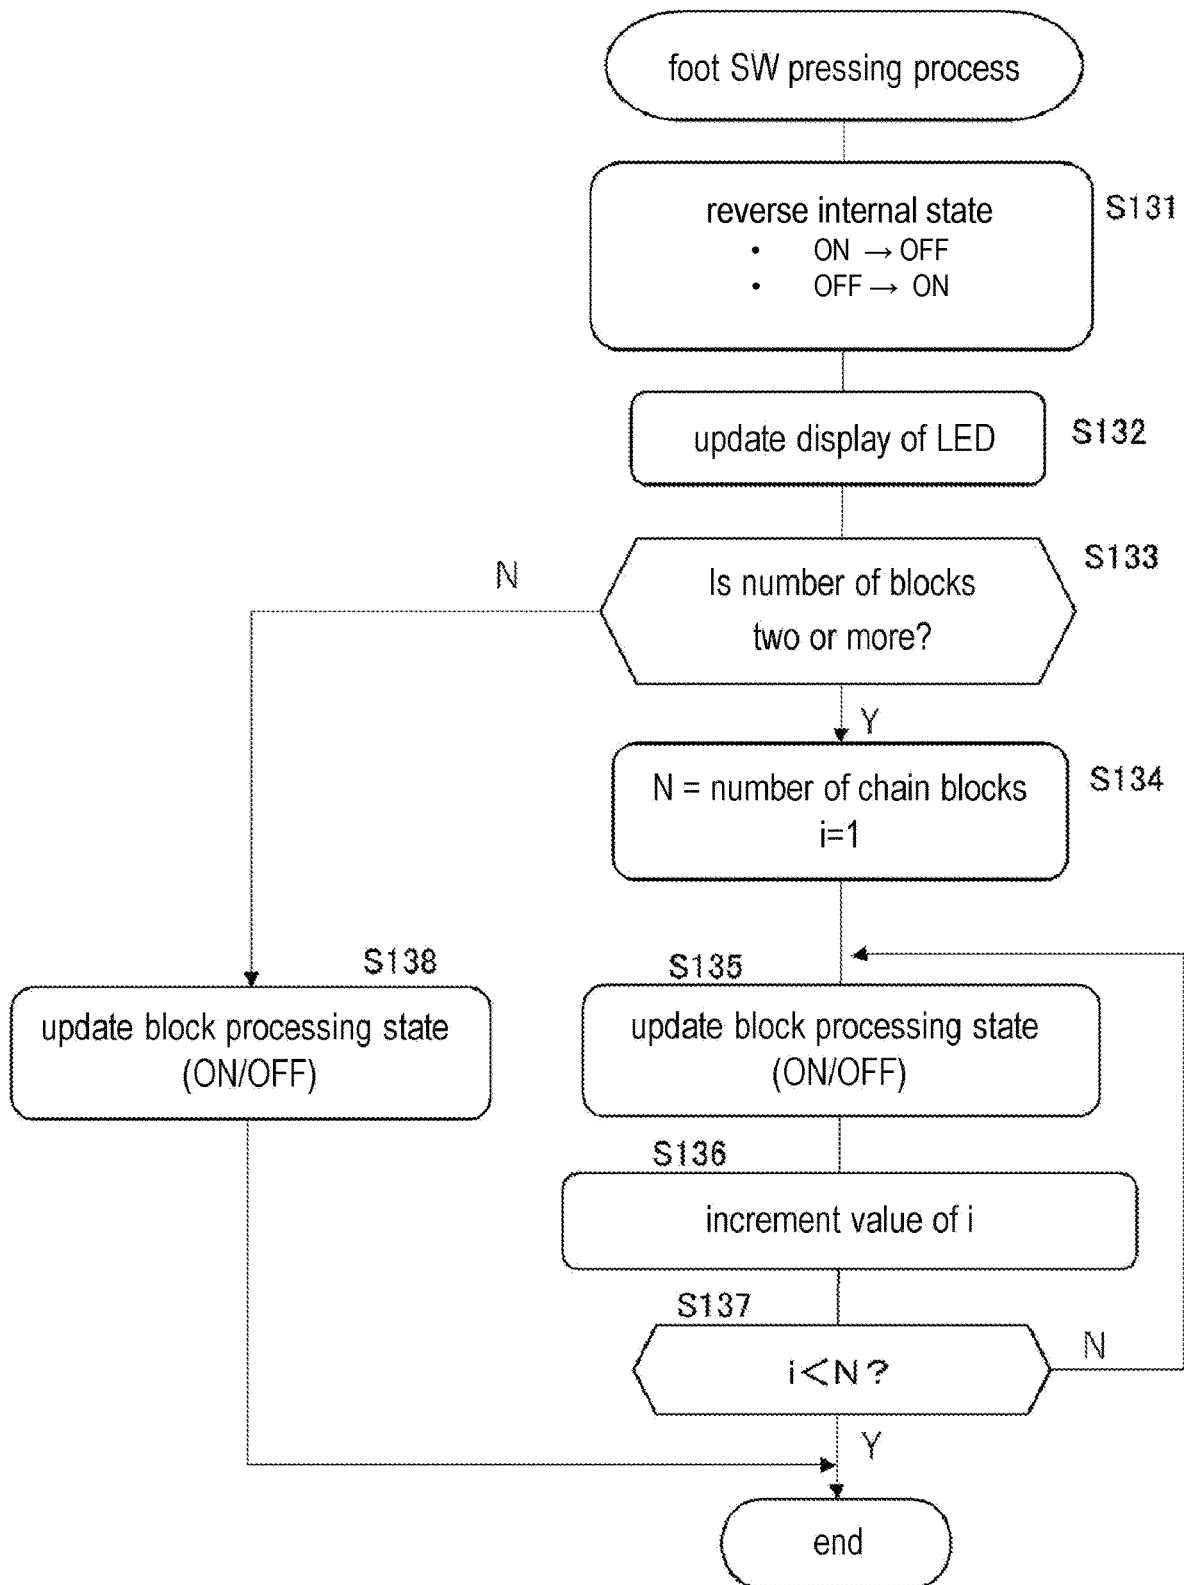 foot SW pressing process
reverse internal state
S131
• ON → OFF
• OFF → ON
update display of LED
S132
Is number of blocks
two or more?
S133
N
Y
N = number of chain blocks
i=1
S134
S138
update block processing state
(ON/OFF)
S135
update block processing state
(ON/OFF)
S136
increment value of i
S137
i<N?
N
Y
end